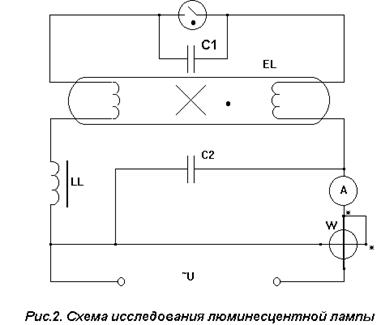 C1
EL
C2
LL
A
*
W
*
~U
Рис.2. Схема исследования люминесцентной лампы